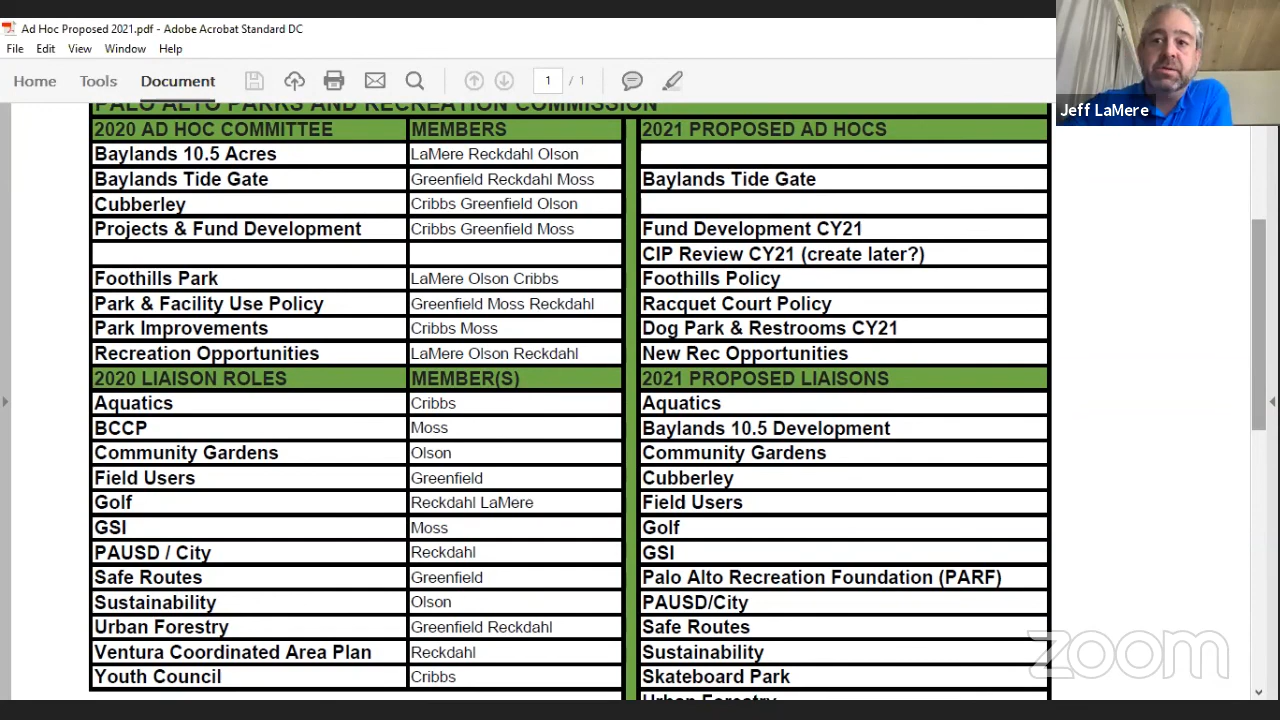 Ad Hoc Proposed 2021.pdf - Adobe Acrobat Standard DC
File Edit View Window Help
Home Tools Document 1 / 1
Jeff LaMere
PALO ALTO PARKS AND RECREATION COMMISSION
2020 AD HOC COMMITTEE MEMBERS 2021 PROPOSED AD HOCS
Baylands 10.5 Acres LaMere Reckdahl Olson
Baylands Tide Gate Greenfield Reckdahl Moss Baylands Tide Gate
Cubberley Cribbs Greenfield Olson
Projects & Fund Development Cribbs Greenfield Moss Fund Development CY21
CIP Review CY21 (create later?)
Foothills Park LaMere Olson Cribbs Foothills Policy
Park & Facility Use Policy Greenfield Moss Reckdahl Racquet Court Policy
Park Improvements Cribbs Moss Dog Park & Restrooms CY21
Recreation Opportunities LaMere Olson Reckdahl New Rec Opportunities
2020 LIAISON ROLES MEMBER(S) 2021 PROPOSED LIAISONS
Aquatics Cribbs Aquatics
BCCP Moss Baylands 10.5 Development
Community Gardens Olson Community Gardens
Field Users Greenfield Cubberley
Golf Reckdahl LaMere Field Users
GSI Moss Golf
PAUSD / City Reckdahl GSI
Safe Routes Greenfield Palo Alto Recreation Foundation (PARF)
Sustainability Olson PAUSD/City
Urban Forestry Greenfield Reckdahl Safe Routes
Ventura Coordinated Area Plan Reckdahl Sustainability
Youth Council Cribbs Skateboard Park
Urban Forestry
zoom